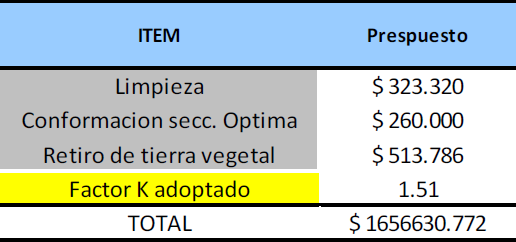 ITEM Prespuesto
Limpieza $ 323.320
Conformacion secc. Optima $ 260.000
Retiro de tierra vegetal $ 513.786
Factor K adoptado 1.51
TOTAL $ 1656630.772